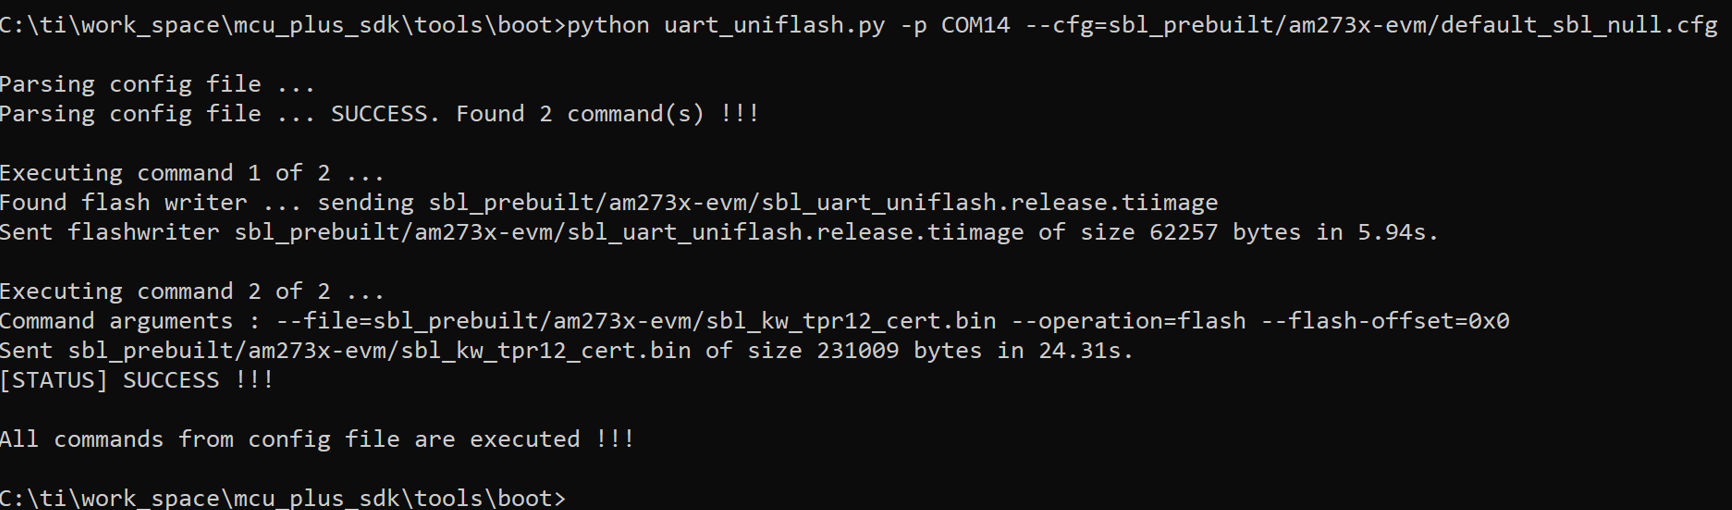 C:\ti\work_space\mcu_plus_sdk\tools\boot>python uart_uniflash.py -p COM14 --cfg=sbl_prebuilt/am273x-evm/default_sbl_null.cfg
Parsing config file ...
Parsing config file ... SUCCESS. Found 2 command(s) !!!
Executing command 1 of 2 ...
Found flash writer ... sending sbl_prebuilt/am273x-evm/sbl_uart_uniflash.release.tiimage
Sent flashwriter sbl_prebuilt/am273x-evm/sbl_uart_uniflash.release.tiimage of size 62257 bytes in 5.94s.
Executing command 2 of 2 ...
Command arguments : --file=sbl_prebuilt/am273x-evm/sbl_kw_tpr12_cert.bin --operation=flash --flash-offset=0x0
Sent sbl_prebuilt/am273x-evm/sbl_kw_tpr12_cert.bin of size 231009 bytes in 24.31s.
[STATUS] SUCCESS !!!
All commands from config file are executed !!!
C:\ti\work_space\mcu_plus_sdk\tools\boot>